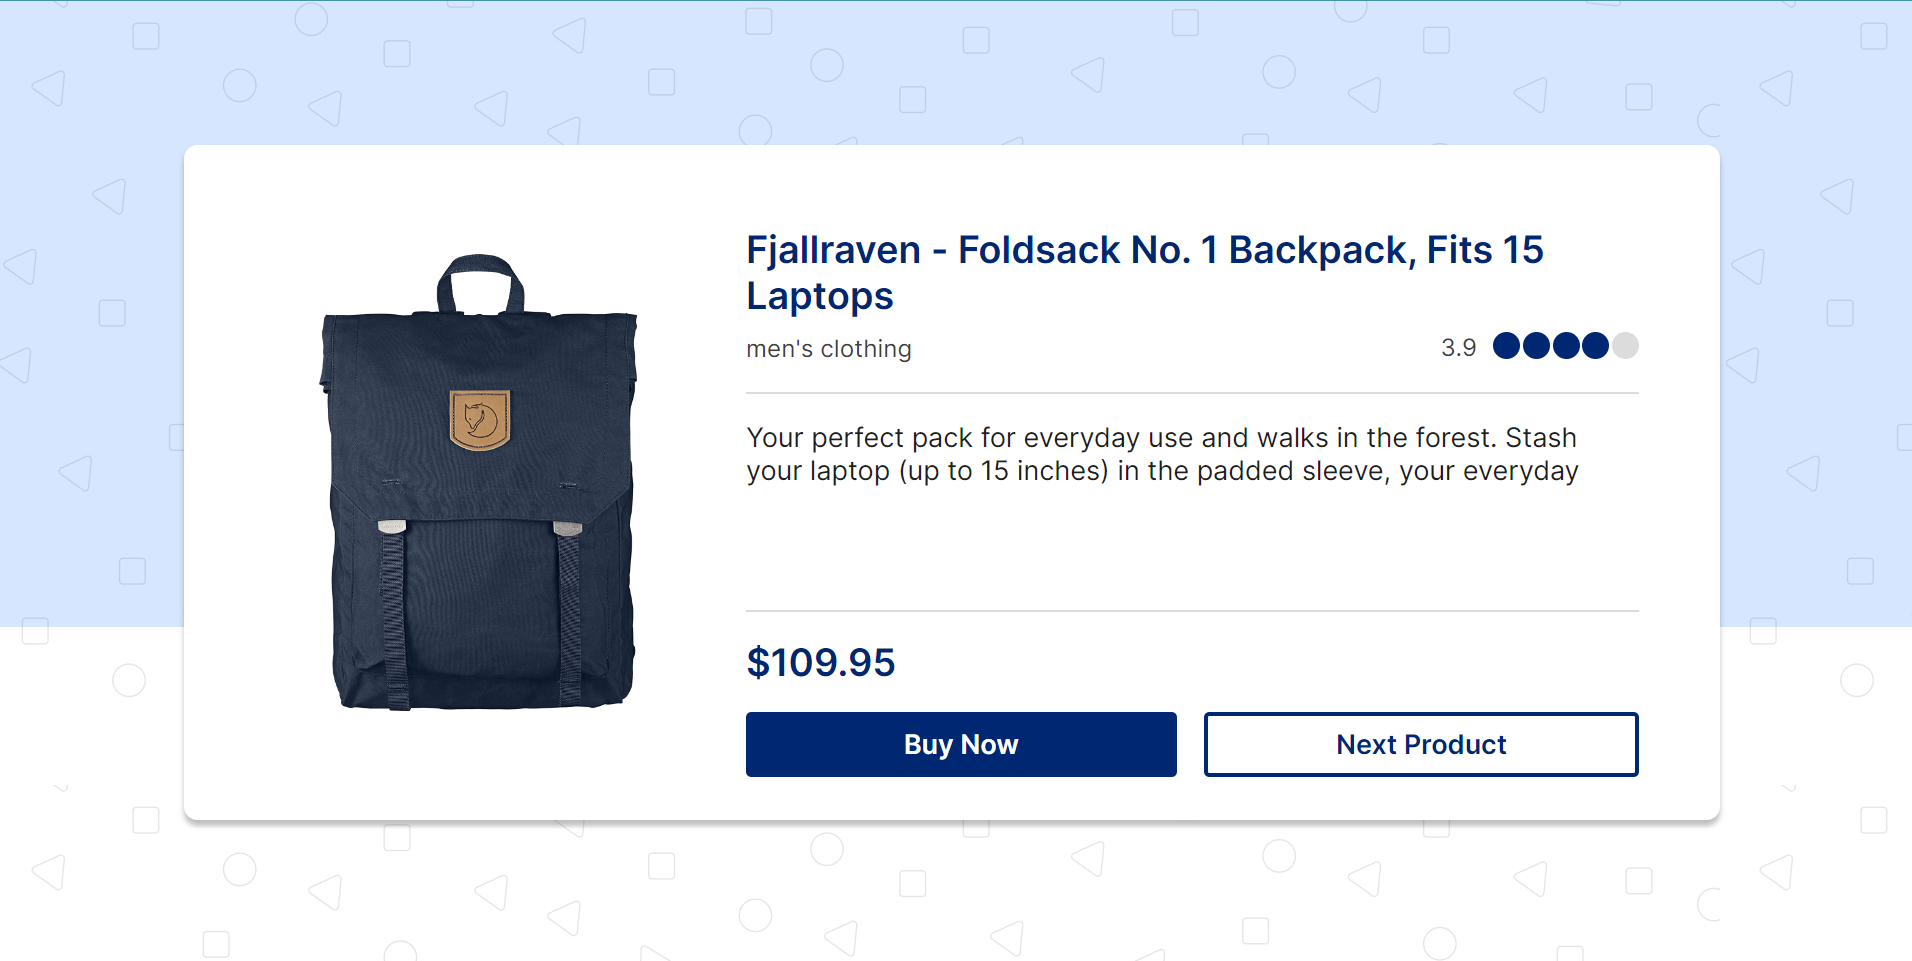 Fjallraven - Foldsack No. 1 Backpack, Fits 15
Laptops
men's clothing
3.9
Your perfect pack for everyday use and walks in the forest. Stash
your laptop (up to 15 inches) in the padded sleeve, your everyday
$109.95
Buy Now
Next Product